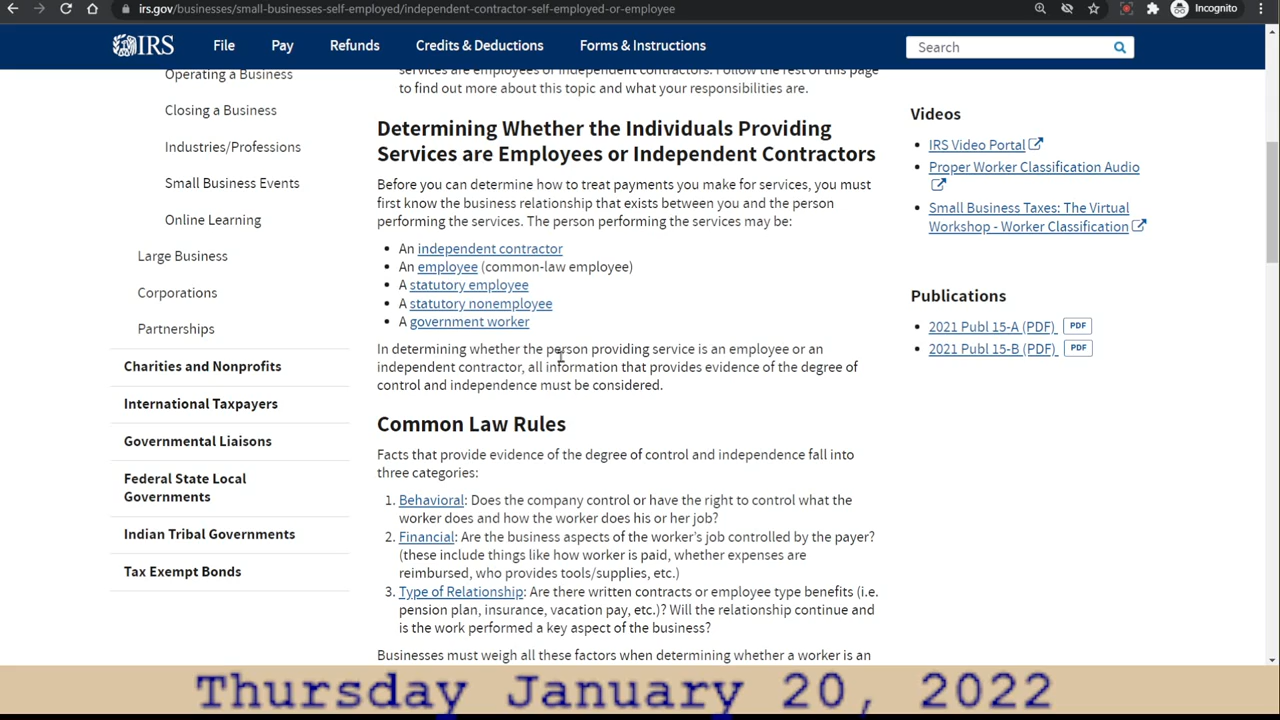 irs.gov/businesses/small-businesses-self-employed/independent-contractor-self-employed-or-employee
Incognito
IRS
File
Pay
Refunds
Credits & Deductions
Forms & Instructions
Search
Operating a Business
Closing a Business
Industries/Professions
Small Business Events
Online Learning
Large Business
Corporations
Partnerships
Charities and Nonprofits
International Taxpayers
Governmental Liaisons
Federal State Local
Governments
Indian Tribal Governments
Tax Exempt Bonds
services are employees or independent contractors. Follow the rest of this page
to find out more about this topic and what your responsibilities are.
Determining Whether the Individuals Providing
Services are Employees or Independent Contractors
Before you can determine how to treat payments you make for services, you must
first know the business relationship that exists between you and the person
performing the services. The person performing the services may be:
• An independent contractor
• An employee (common-law employee)
• A statutory employee
• A statutory nonemployee
• A government worker
In determining whether the person providing service is an employee or an
independent contractor, all information that provides evidence of the degree of
control and independence must be considered.
Common Law Rules
Facts that provide evidence of the degree of control and independence fall into
three categories:
1. Behavioral: Does the company control or have the right to control what the
worker does and how the worker does his or her job?
2. Financial: Are the business aspects of the worker's job controlled by the payer?
(these include things like how worker is paid, whether expenses are
reimbursed, who provides tools/supplies, etc.)
3. Type of Relationship: Are there written contracts or employee type benefits (i.e.
pension plan, insurance, vacation pay, etc.)? Will the relationship continue and
is the work performed a key aspect of the business?
Businesses must weigh all these factors when determining whether a worker is an
Videos
• IRS Video Portal
• Proper Worker Classification Audio
• Small Business Taxes: The Virtual
Workshop - Worker Classification
Publications
• 2021 Publ 15-A (PDF) PDF
• 2021 Publ 15-B (PDF) PDF
Thursday January 20, 2022